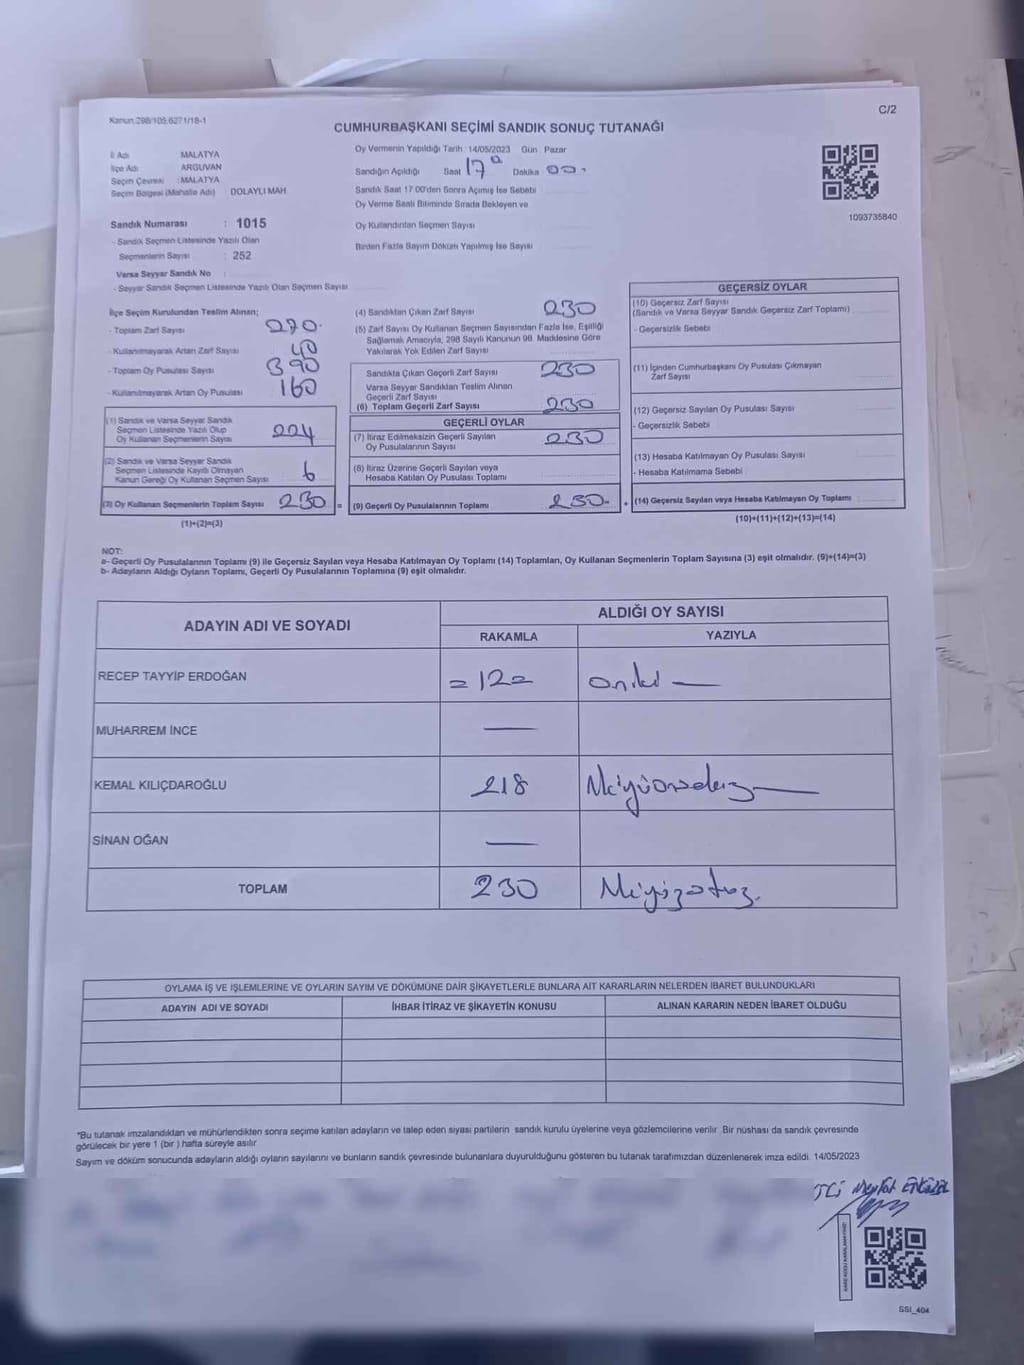 Kanun:298/105,6271/18-1
C/2
CUMHURBAŞKANI SEÇİMİ SANDIK SONUÇ TUTANAĞI
İl Adı MALATYA
İlçe Adı ARGUVAN
Seçim Çevresi : MALATYA
Seçim Bölgesi (Mahalle Adı) DOLAYLI MAH.
Oy Vermenin Yapıldığı Tarih : 14/05/2023 Gün : Pazar
Sandığın Açıldığı Saat 17 Dakika 00
Sandık Saat 17:00'den Sonra Açılmış İse Sebebi
Oy Verme Saati Bitiminde Sırada Bekleyen ve
Oy Kullandırılan Seçmen Sayısı
Birden Fazla Sayım Döküm Yapılmış İse Sayısı
1093735840
Sandık Numarası : 1015
- Sandık Seçmen Listesinde Yazılı Olan
Seçmenlerin Sayısı : 252
Varsa Seyyar Sandık No :
- Seyyar Sandık Seçmen Listesinde Yazılı Olan Seçmen Sayısı
İlçe Seçim Kurulundan Teslim Alınan;
- Toplam Zarf Sayısı 270
- Kullanılmayarak Artan Zarf Sayısı 40
- Toplam Oy Pusulası Sayısı 390
- Kullanılmayarak Artan Oy Pusulası 160
(1) Sandık ve Varsa Seyyar Sandık
Seçmen Listesinde Yazılı Olup
Oy Kullanan Seçmenlerin Sayısı 224
(2) Sandık ve Varsa Seyyar Sandık
Seçmen Listesinde Kayıtlı Olmayan
Kanun Gereği Oy Kullanan Seçmen Sayısı 6
(3) Oy Kullanan Seçmenlerin Toplam Sayısı 230 =
(1)+(2)=(3)
(4) Sandıktan Çıkan Zarf Sayısı 230
(5) Zarf Sayısı Oy Kullanan Seçmen Sayısından Fazla İse, Eşitliği
Sağlamak Amacıyla, 298 Sayılı Kanunun 98. Maddesine Göre
Yakılarak Yok Edilen Zarf Sayısı
Sandıkta Çıkan Geçerli Zarf Sayısı 230
Varsa Seyyar Sandıktan Teslim Alınan
Geçerli Zarf Sayısı
(6) Toplam Geçerli Zarf Sayısı 230
GEÇERLİ OYLAR
(7) İtiraz Edilmeksizin Geçerli Sayılan
Oy Pusulalarının Sayısı 230
(8) İtiraz Üzerine Geçerli Sayılan veya
Hesaba Katılan Oy Pusulası Toplamı
(9) Geçerli Oy Pusulalarının Toplamı 230 +
GEÇERSİZ OYLAR
(10) Geçersiz Zarf Sayısı
(Sandık ve Varsa Seyyar Sandık Geçersiz Zarf Toplamı)
- Geçersizlik Sebebi
(11) İçinden Cumhurbaşkanı Oy Pusulası Çıkmayan
Zarf Sayısı
(12) Geçersiz Sayılan Oy Pusulası Sayısı
- Geçersizlik Sebebi
(13) Hesaba Katılmayan Oy Pusulası Sayısı
- Hesaba Katılmama Sebebi
(14) Geçersiz Sayılan veya Hesaba Katılmayan Oy Toplamı
(10)+(11)+(12)+(13)=(14)
NOT:
a- Geçerli Oy Pusulalarının Toplamı (9) ile Geçersiz Sayılan veya Hesaba Katılmayan Oy Toplamı (14) Toplamları, Oy Kullanan Seçmenlerin Toplam Sayısına (3) eşit olmalıdır. (9)+(14)=(3)
b- Adayların Aldığı Oyların Toplamı, Geçerli Oy Pusulalarının Toplamına (9) eşit olmalıdır.
ADAYIN ADI VE SOYADI ALDIĞI OY SAYISI
RAKAMLA YAZIYLA
RECEP TAYYİP ERDOĞAN =12= oniki
MUHARREM İNCE —
KEMAL KILIÇDAROĞLU 218 İkiyüzonsekiz
SİNAN OĞAN —
TOPLAM 230 İkiyüzotuz.
OYLAMA İŞ VE İŞLEMLERİNE VE OYLARIN SAYIM VE DÖKÜMÜNE DAİR ŞİKAYETLERLE BUNLARA AİT KARARLARIN NELERDEN İBARET BULUNDUKLARI
ADAYIN ADI VE SOYADI İHBAR İTİRAZ VE ŞİKAYETİN KONUSU ALINAN KARARIN NEDEN İBARET OLDUĞU
*Bu tutanak imzalandıktan ve mühürlendikten sonra seçime katılan adayların ve talep eden siyasi partilerin sandık kurulu üyelerine veya gözlemcilerine verilir. Bir nüshası da sandık çevresinde
görülecek bir yere 1 (bir) hafta süreyle asılır.
Sayım ve döküm sonucunda adayların aldığı oyların sayılarını ve bunların sandık çevresinde bulunanlara duyurulduğunu gösteren bu tutanak tarafımızdan düzenlenerek imza edildi. 14/05/2023
SSI_404